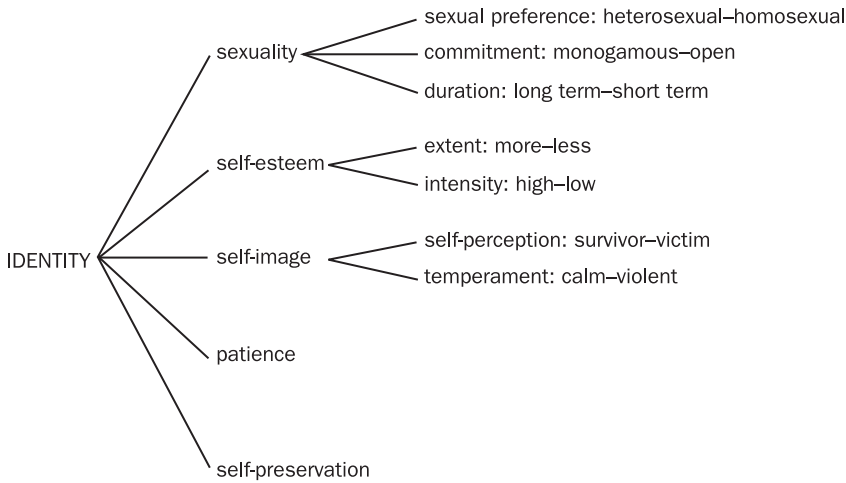 sexual preference: heterosexual–homosexual
sexuality
commitment: monogamous–open
duration: long term–short term
extent: more–less
self-esteem
intensity: high–low
self-perception: survivor–victim
IDENTITY
self-image
temperament: calm–violent
patience
self-preservation